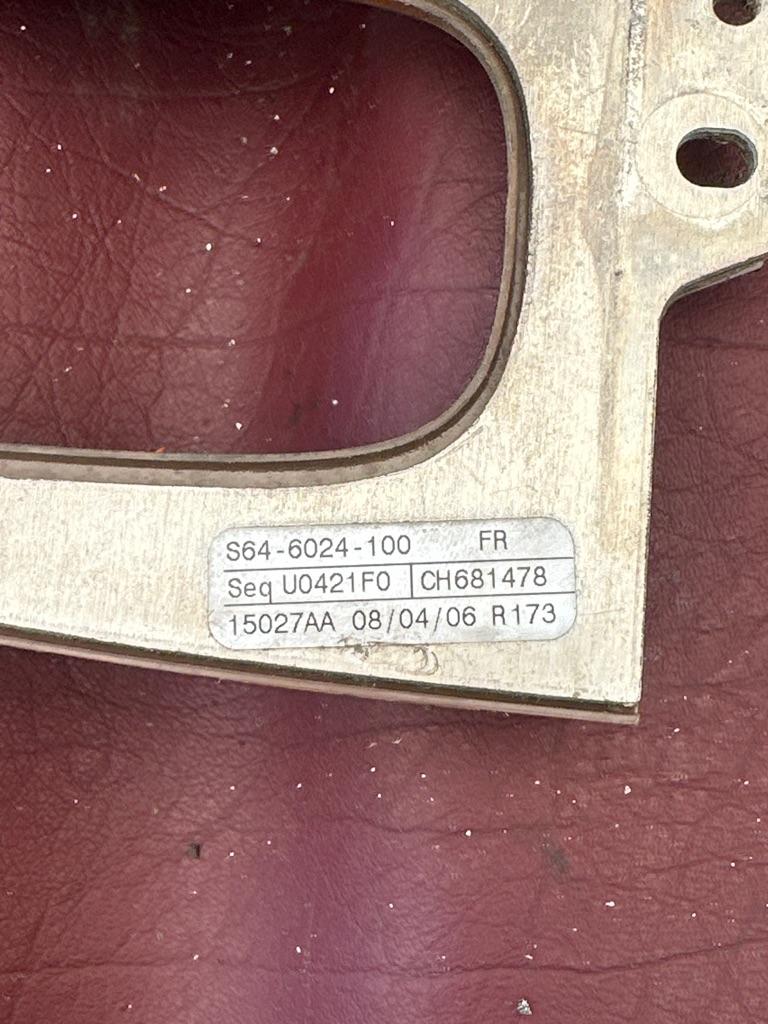 S64-6024-100 FR
Seq U0421F0 CH681478
15027AA 08/04/06 R173